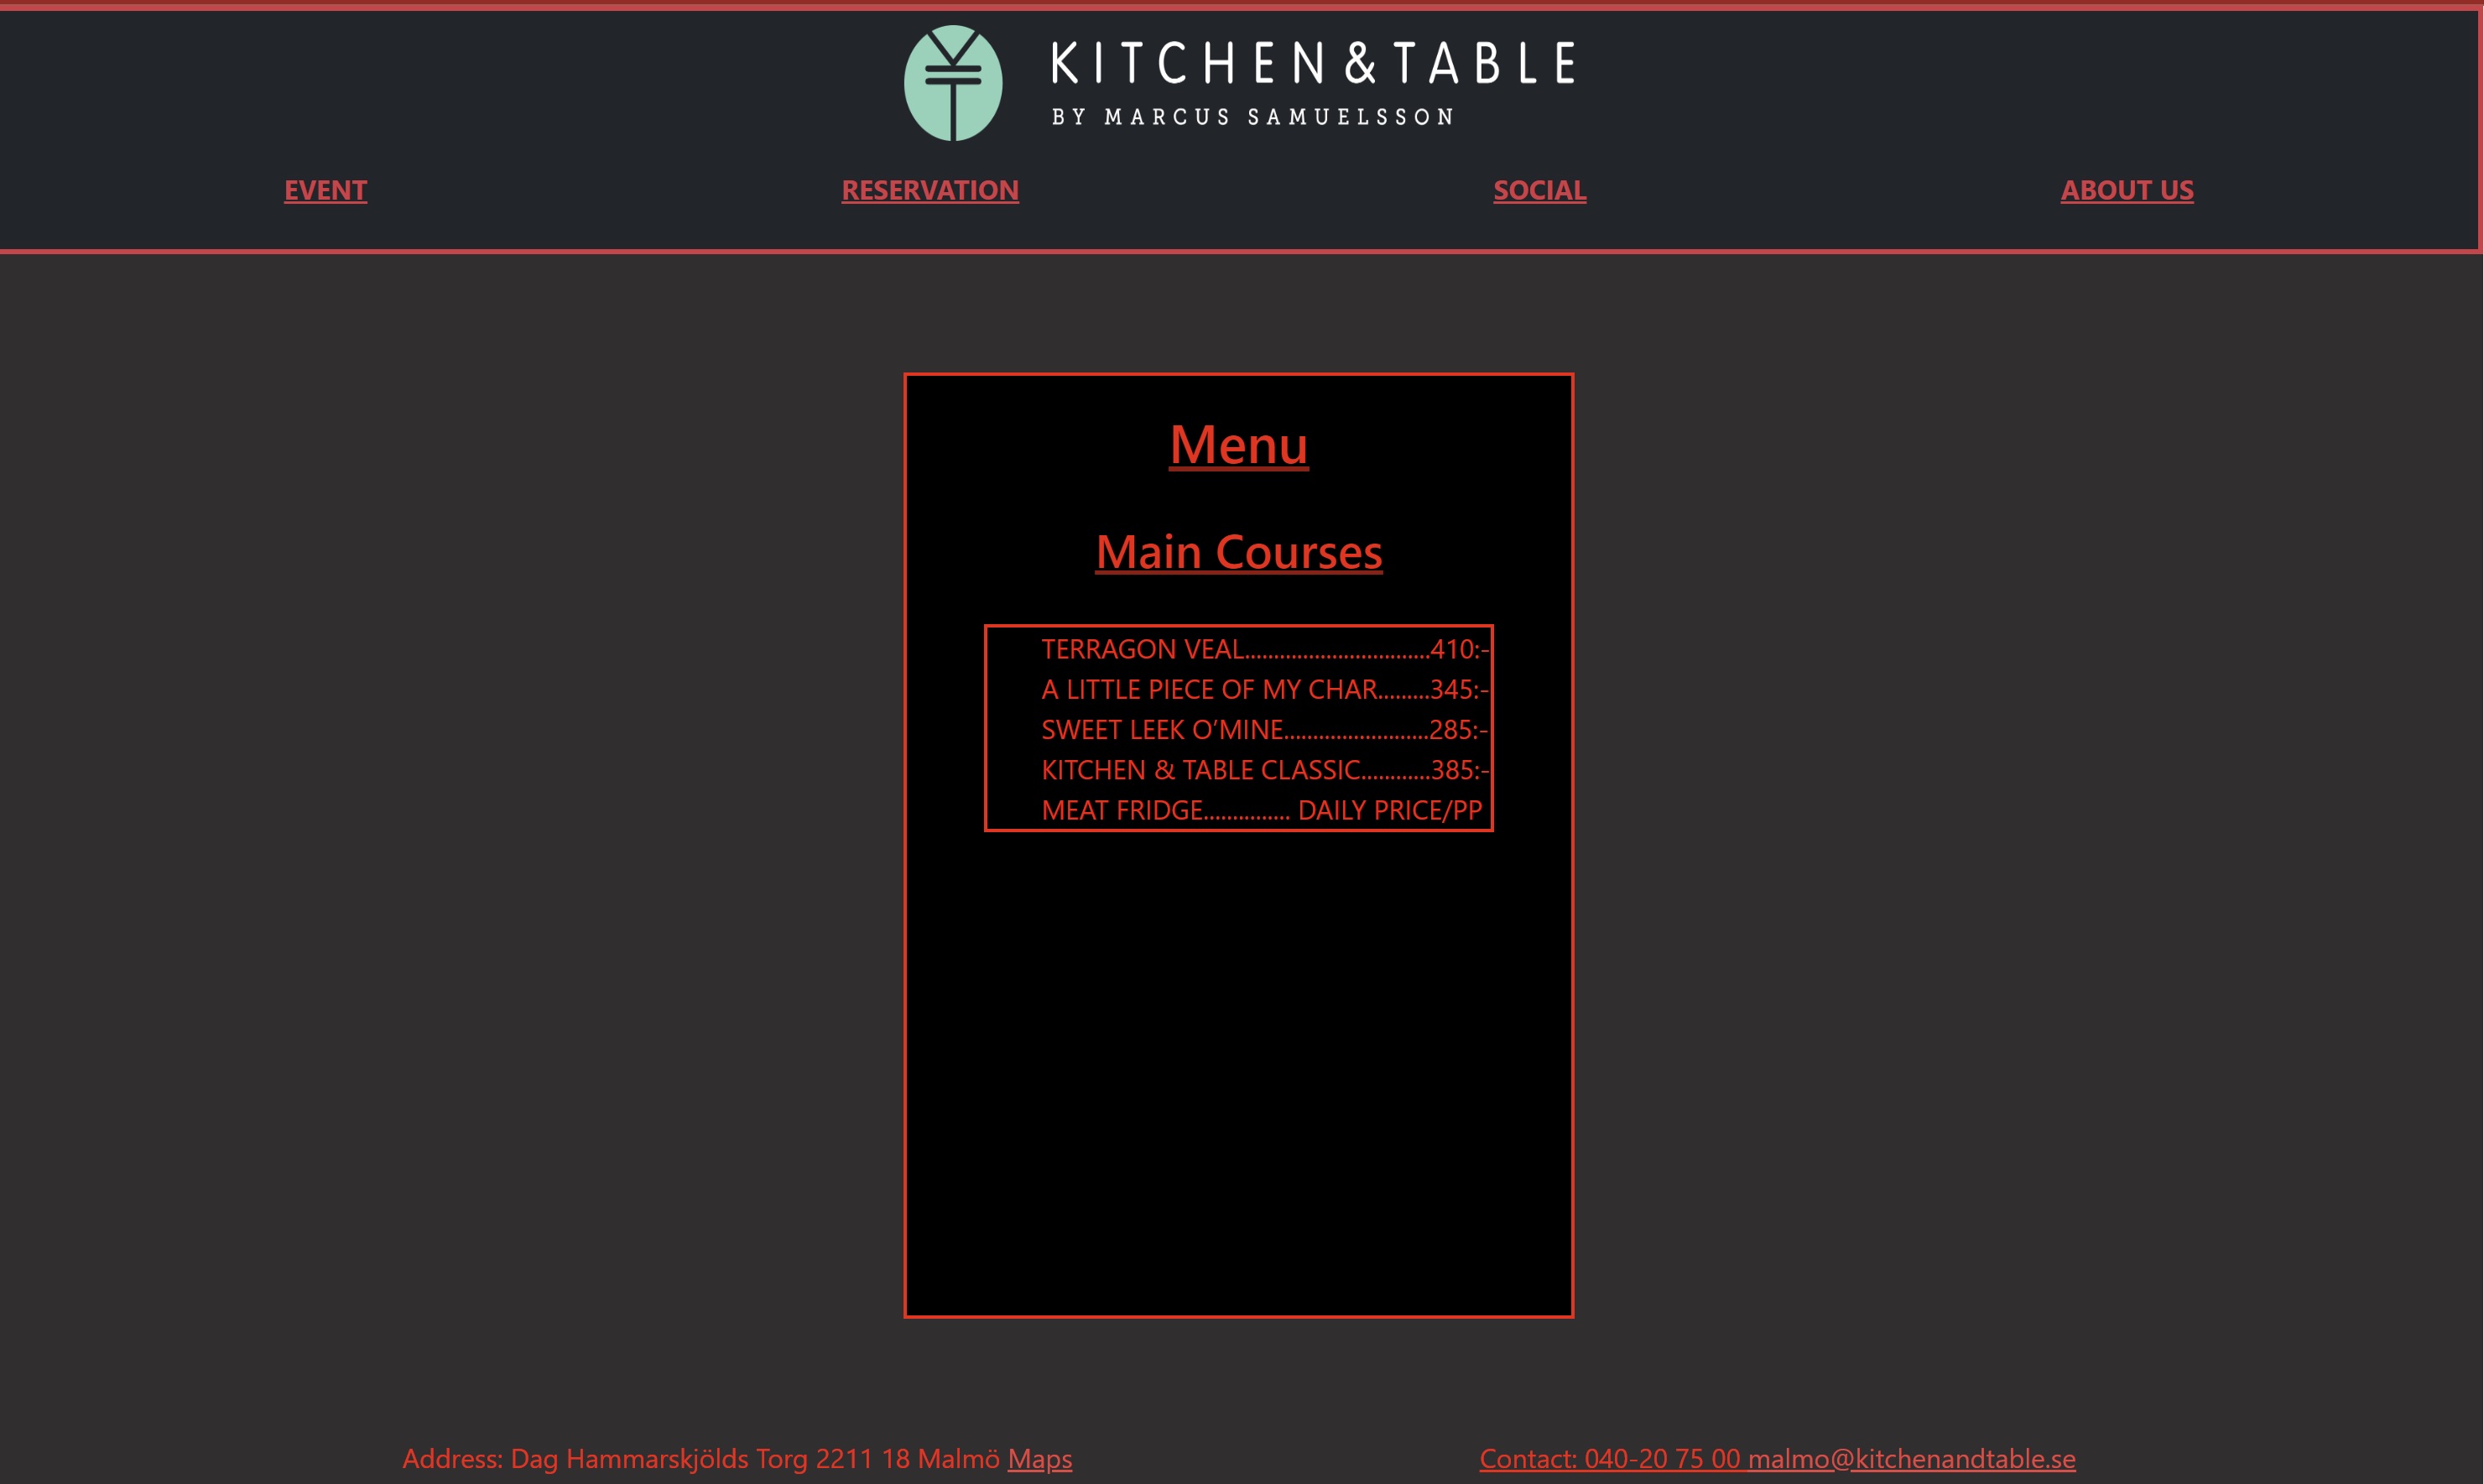 KITCHEN&TABLE
BY MARCUS SAMUELSSON
EVENT RESERVATION SOCIAL ABOUT US
Menu
Main Courses
TERRAGON VEAL................................410:-
A LITTLE PIECE OF MY CHAR.........345:-
SWEET LEEK O’MINE.........................285:-
KITCHEN & TABLE CLASSIC............385:-
MEAT FRIDGE............... DAILY PRICE/PP
Address: Dag Hammarskjölds Torg 2211 18 Malmö Maps
Contact: 040-20 75 00 malmo@kitchenandtable.se